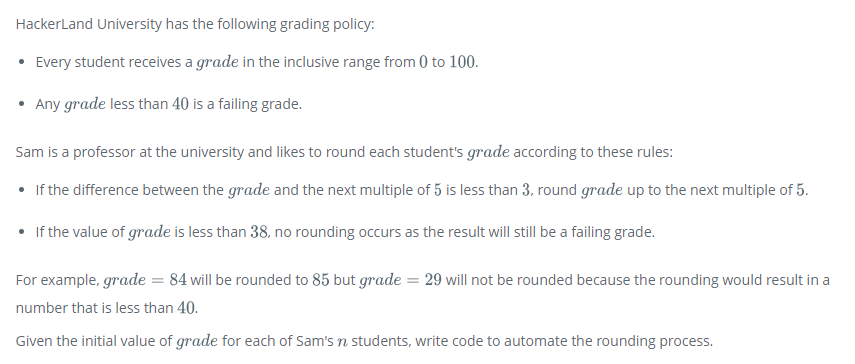 HackerLand University has the following grading policy:
• Every student receives a grade in the inclusive range from 0 to 100.
• Any grade less than 40 is a failing grade.
Sam is a professor at the university and likes to round each student's grade according to these rules:
• If the difference between the grade and the next multiple of 5 is less than 3, round grade up to the next multiple of 5.
• If the value of grade is less than 38, no rounding occurs as the result will still be a failing grade.
For example, grade = 84 will be rounded to 85 but grade = 29 will not be rounded because the rounding would result in a
number that is less than 40.
Given the initial value of grade for each of Sam's n students, write code to automate the rounding process.